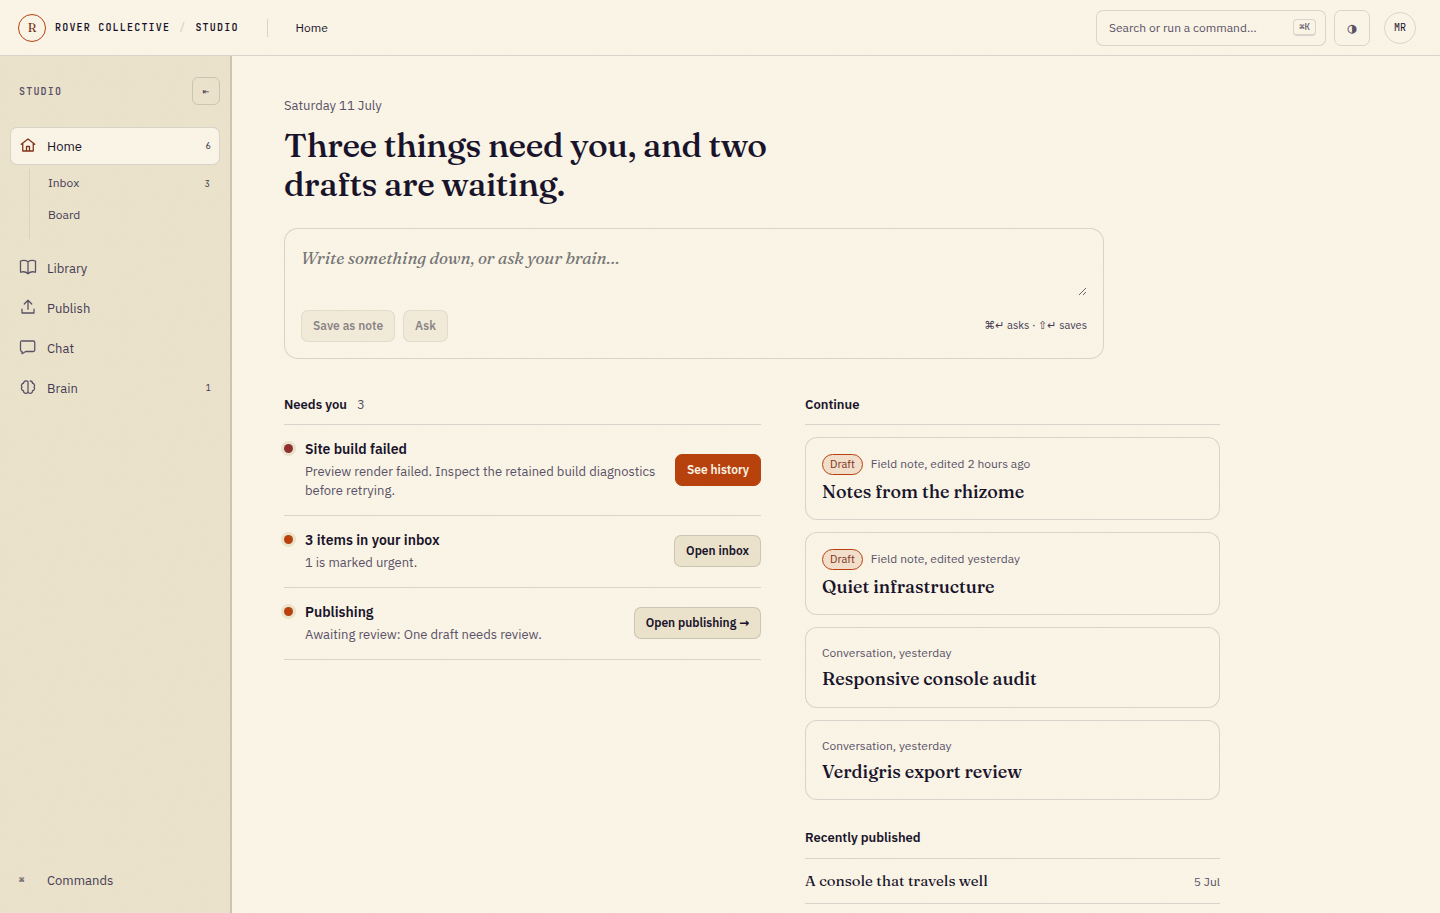 R ROVER COLLECTIVE / STUDIO
Home
Search or run a command... ⌘K
◑
MR
STUDIO
⇤
Home 6
Inbox 3
Board
Library
Publish
Chat
Brain 1
⌘ Commands
Saturday 11 July
Three things need you, and two
drafts are waiting.
Write something down, or ask your brain...
Save as note
Ask
⌘↵ asks · ⇧↵ saves
Needs you 3
Site build failed
Preview render failed. Inspect the retained build diagnostics
before retrying.
See history
3 items in your inbox
1 is marked urgent.
Open inbox
Publishing
Awaiting review: One draft needs review.
Open publishing →
Continue
Draft Field note, edited 2 hours ago
Notes from the rhizome
Draft Field note, edited yesterday
Quiet infrastructure
Conversation, yesterday
Responsive console audit
Conversation, yesterday
Verdigris export review
Recently published
A console that travels well 5 Jul